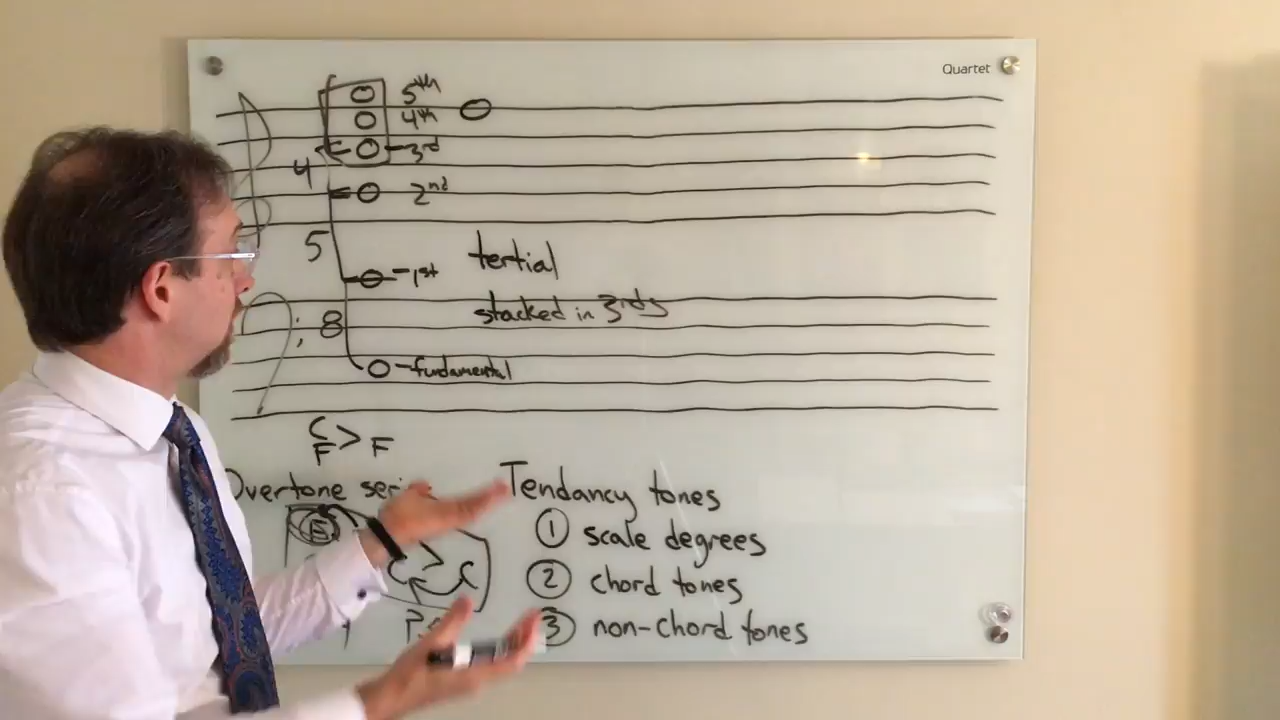 Quartet
5th
4th
4 3rd
2nd
5
1st
tertial
stacked in 3rds
8
fundamental
C > F
F
Overtone
Tendancy tones
1 scale degrees
E > C
2 chord tones
3 non-chord tones